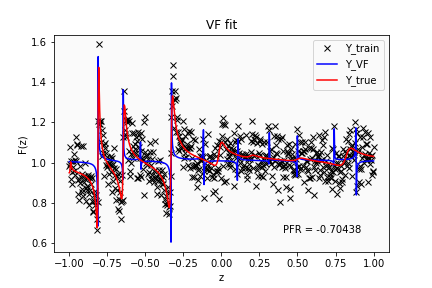 VF fit
Y_train
Y_VF
Y_true
F(z)
1.6
1.4
1.2
1.0
0.8
0.6
PFR = -0.70438
−1.00 −0.75 −0.50 −0.25 0.00 0.25 0.50 0.75 1.00
z